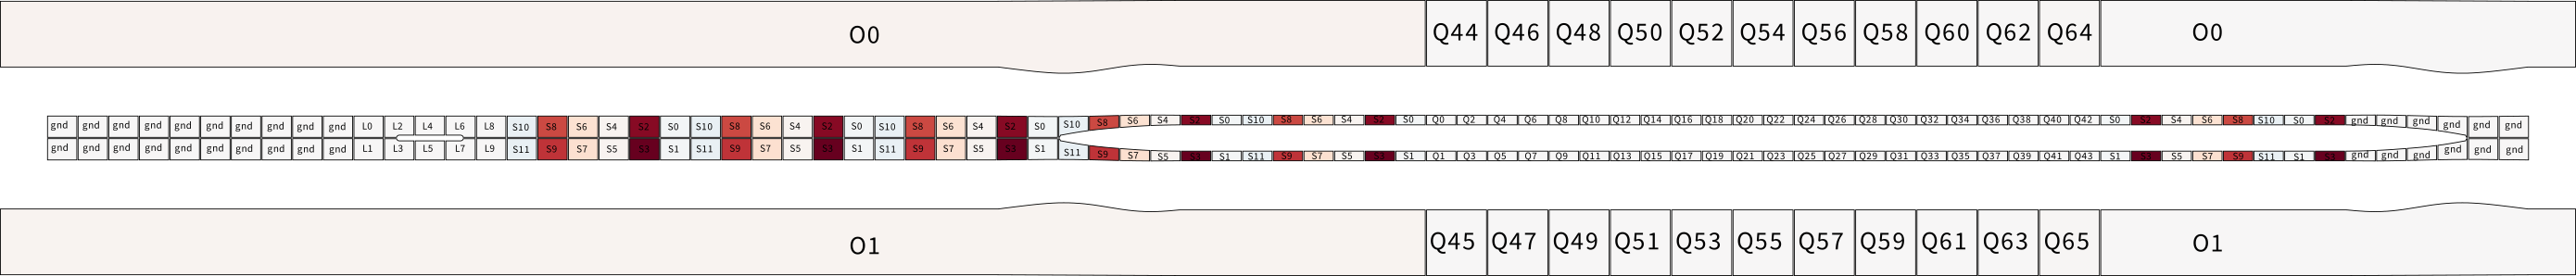 O0 Q44 Q46 Q48 Q50 Q52 Q54 Q56 Q58 Q60 Q62 Q64 O0
gnd gnd gnd gnd gnd gnd gnd gnd gnd gnd L0 L2 L4 L6 L8 S10 S8 S6 S4 S2 S0 S10 S8 S6 S4 S2 S0 S10 S8 S6 S4 S2 S0 S10 S8 S6 S4 S2 S0 S10 S8 S6 S4 S2 S0 Q0 Q2 Q4 Q6 Q8 Q10 Q12 Q14 Q16 Q18 Q20 Q22 Q24 Q26 Q28 Q30 Q32 Q34 Q36 Q38 Q40 Q42 S0 S2 S4 S6 S8 S10 S0 S2 gnd gnd gnd gnd gnd gnd
gnd gnd gnd gnd gnd gnd gnd gnd gnd gnd L1 L3 L5 L7 L9 S11 S9 S7 S5 S3 S1 S11 S9 S7 S5 S3 S1 S11 S9 S7 S5 S3 S1 S11 S9 S7 S5 S3 S1 S11 S9 S7 S5 S3 S1 Q1 Q3 Q5 Q7 Q9 Q11 Q13 Q15 Q17 Q19 Q21 Q23 Q25 Q27 Q29 Q31 Q33 Q35 Q37 Q39 Q41 Q43 S1 S3 S5 S7 S9 S11 S1 S3 gnd gnd gnd gnd gnd gnd
O1 Q45 Q47 Q49 Q51 Q53 Q55 Q57 Q59 Q61 Q63 Q65 O1